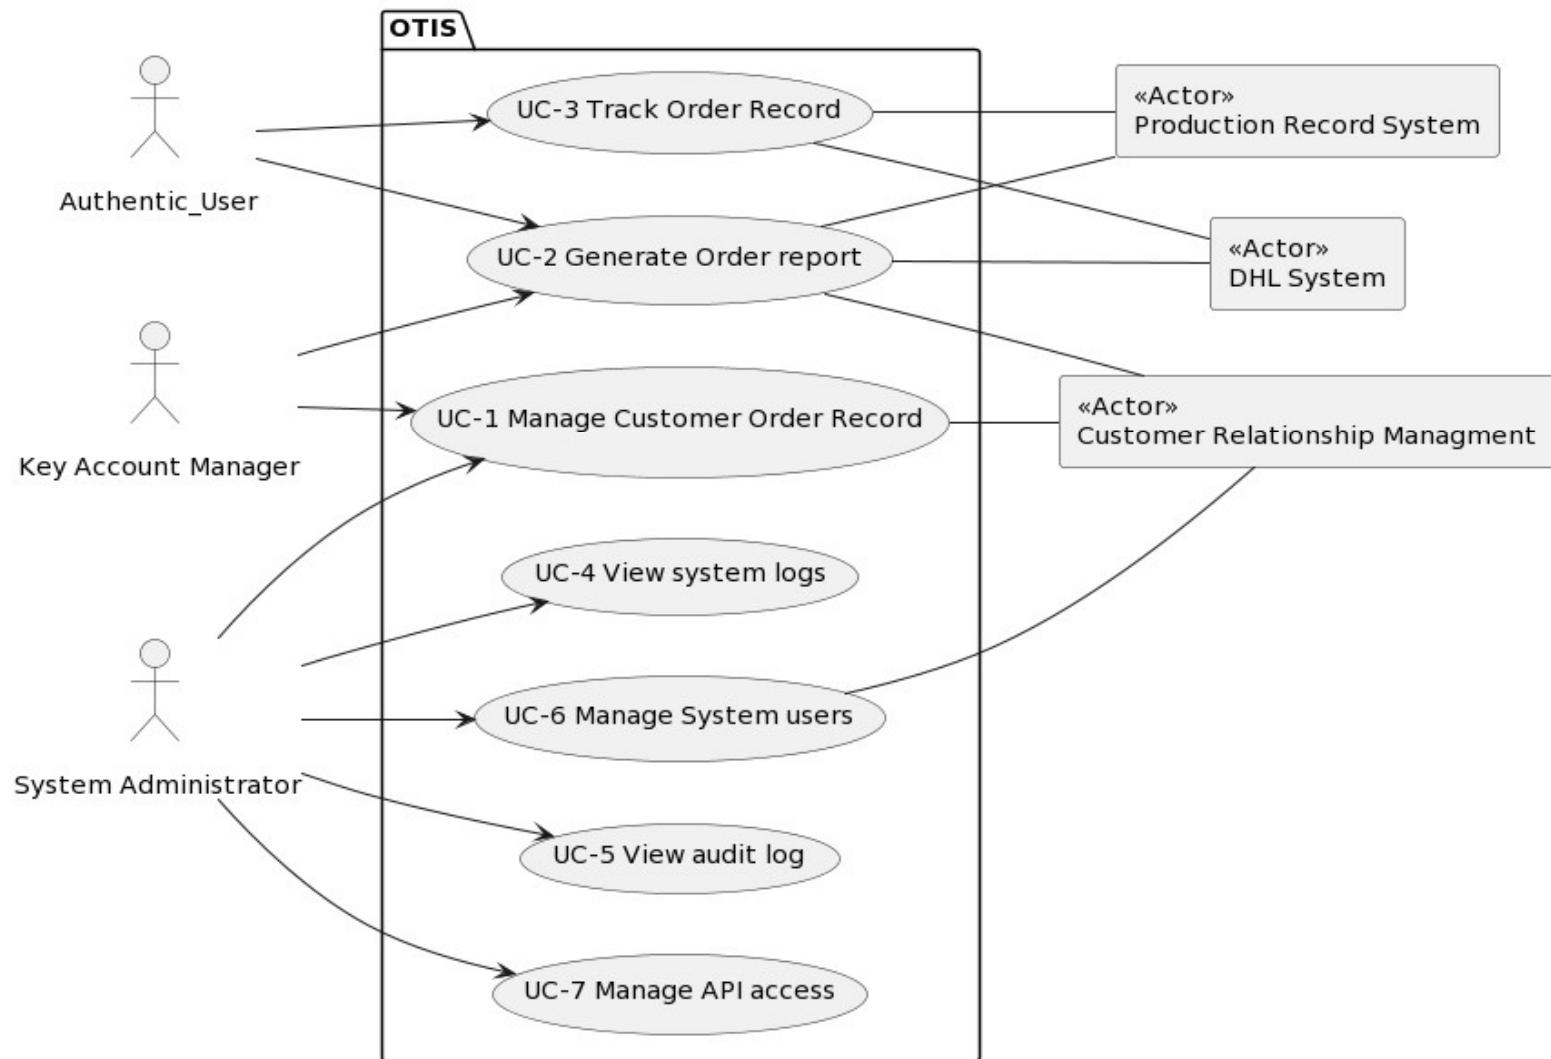 OTIS
UC-3 Track Order Record
«Actor»
Production Record System
Authentic_User
UC-2 Generate Order report
«Actor»
DHL System
Key Account Manager
UC-1 Manage Customer Order Record
«Actor»
Customer Relationship Managment
UC-4 View system logs
UC-6 Manage System users
System Administrator
UC-5 View audit log
UC-7 Manage API access